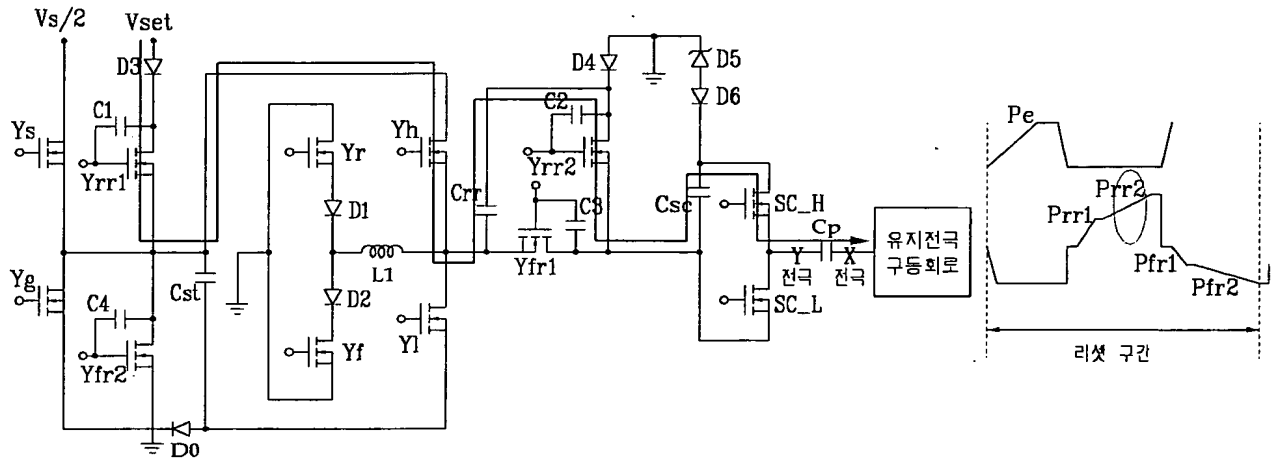 Vs/2
Vset
D3
D4
D5
D6
C1
C2
Ys
Yr
Yh
Yrr1
Yrr2
Crr
C3
Csc
SC_H
D1
Cp
L1
Yfr1
Y
전극
X
전극
유지전극
구동회로
Yg
Cst
D2
C4
Yf
Yl
SC_L
Yfr2
D0
Pe
Prr2
Prr1
Pfr1
Pfr2
리셋 구간